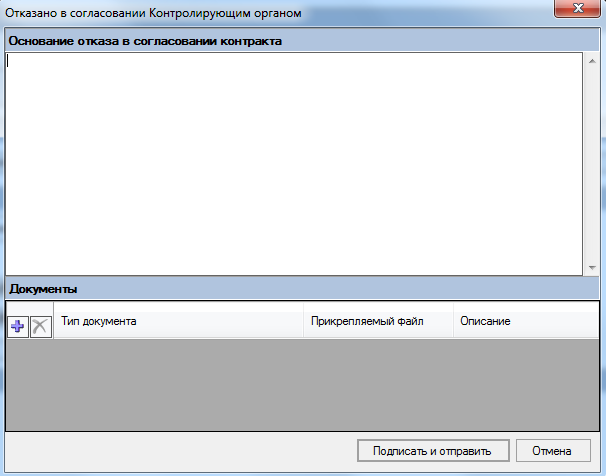 Отказано в согласовании Контролирующим органом
Основание отказа в согласовании контракта
Документы
Тип документа Прикрепляемый файл Описание
Подписать и отправить Отмена